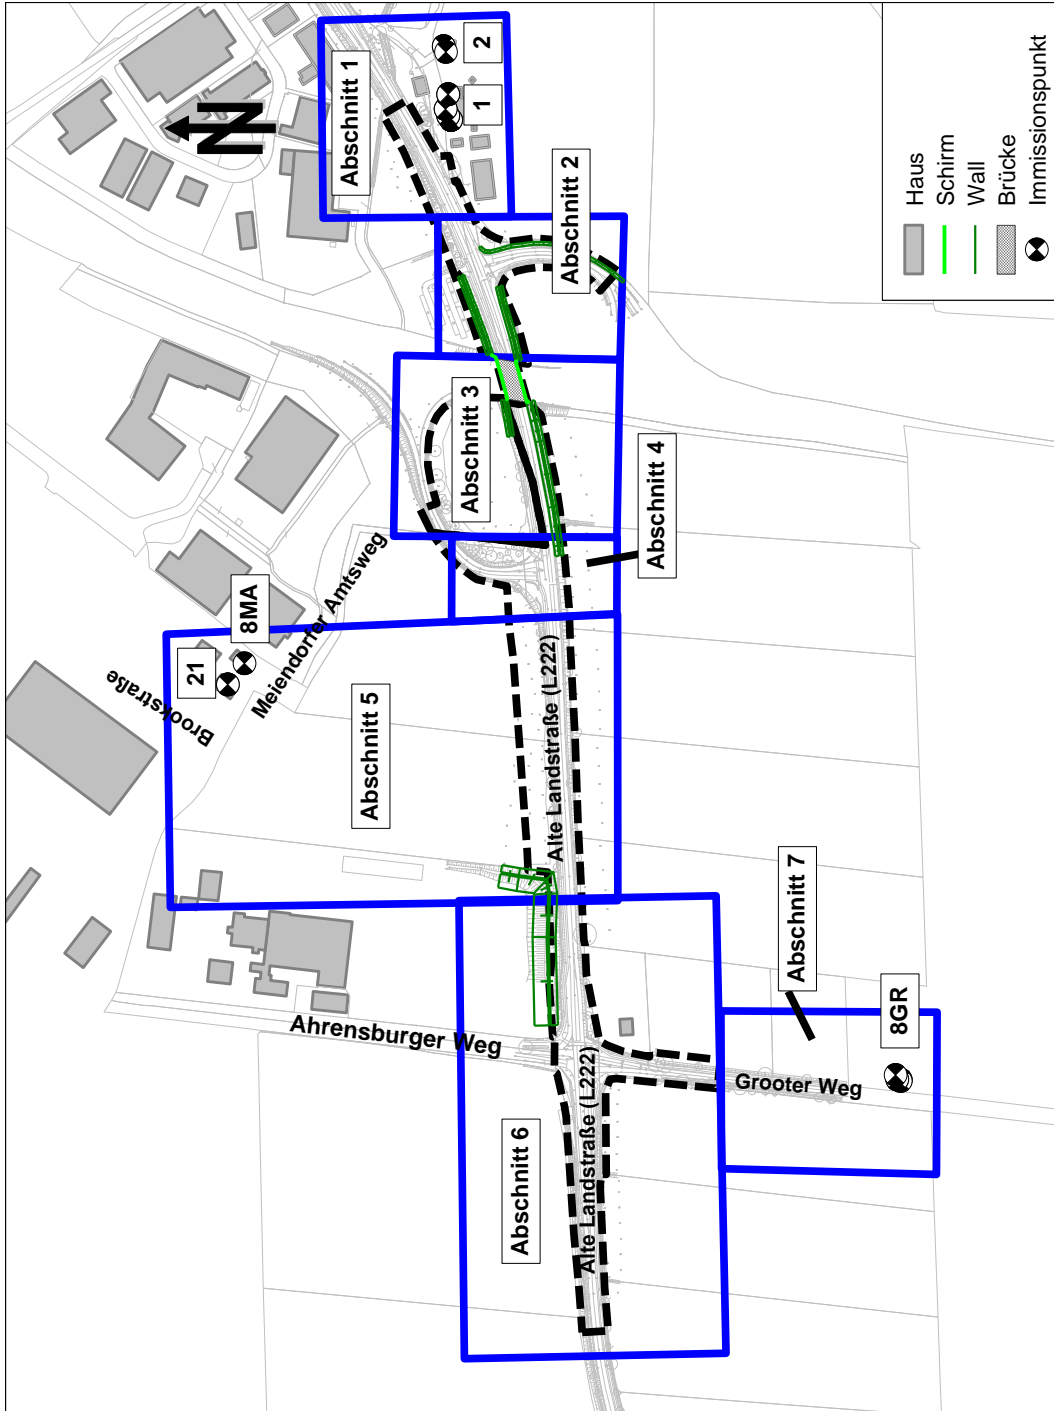 Abschnitt 6
Alte Landstraße (L222)
Ahrensburger Weg
Grooter Weg
8GR
Abschnitt 7
Abschnitt 5
Alte Landstraße (L222)
Brookstraße
21
8MA
Meiendorfer Amtsweg
Abschnitt 4
Abschnitt 3
Abschnitt 2
Abschnitt 1
1
2
N
Haus
Schirm
Wall
Brücke
Immissionspunkt